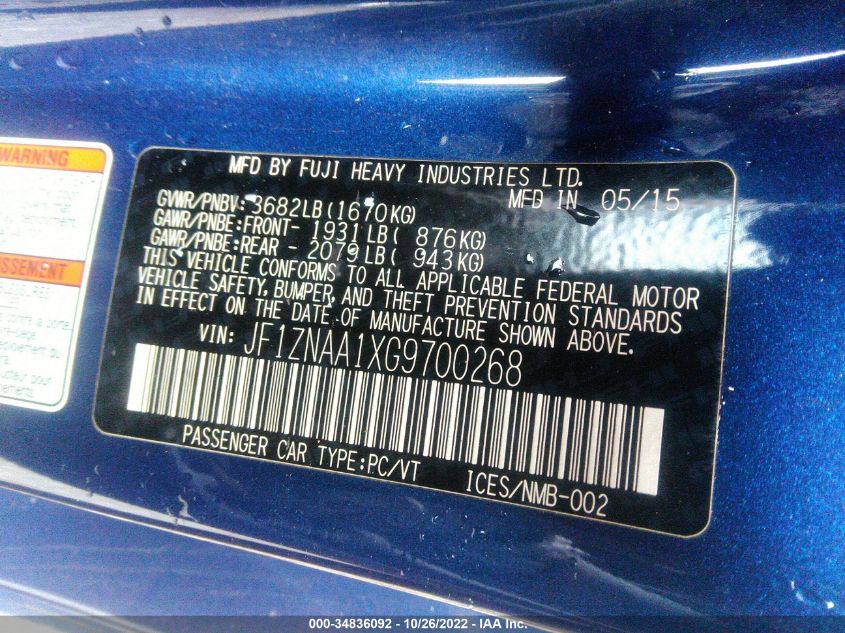 WARNING
ISSEMENT
MFD BY FUJI HEAVY INDUSTRIES LTD.
MFD IN 05/15
GVWR/PNBV: 3682LB(1670KG)
GAWR/PNBE:FRONT- 1931LB( 876KG)
GAWR/PNBE:REAR - 2079LB( 943KG)
THIS VEHICLE CONFORMS TO ALL APPLICABLE FEDERAL MOTOR
VEHICLE SAFETY, BUMPER, AND THEFT PREVENTION STANDARDS
IN EFFECT ON THE DATE OF MANUFACTURE SHOWN ABOVE.
VIN: JF1ZNAA1XG9700268
PASSENGER CAR TYPE:PC/VT
ICES/NMB-002
000-34836092 - 10/26/2022 - IAA Inc.